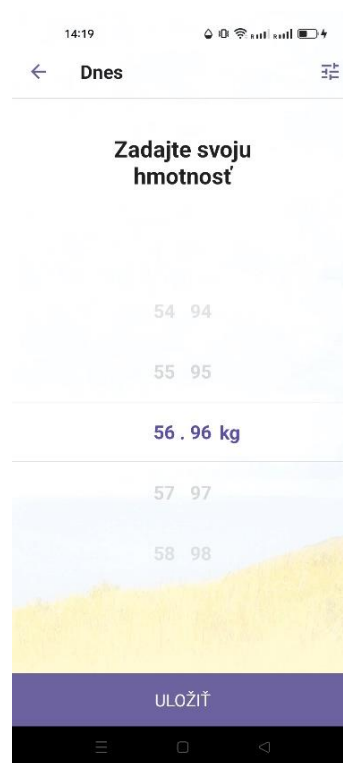 14:19
Dnes
Zadajte svoju
hmotnosť
54 94
55 95
56 . 96 kg
57 97
58 98
ULOŽIŤ